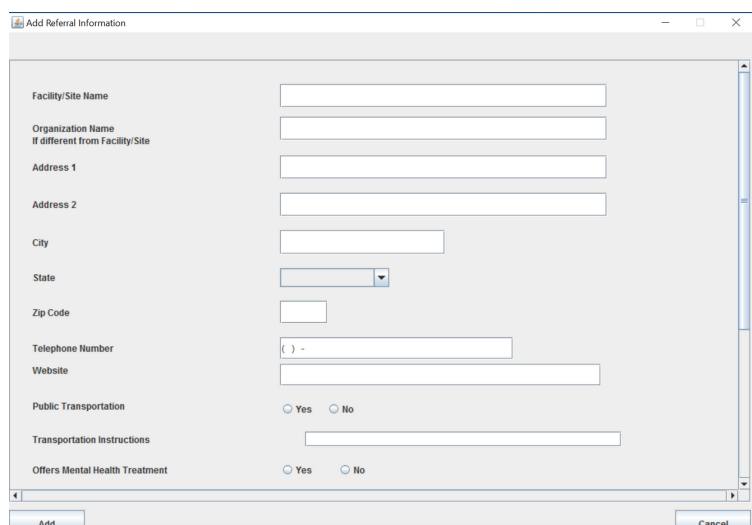 Add Referral Information
Facility/Site Name
Organization Name
If different from Facility/Site
Address 1
Address 2
City
State
Zip Code
Telephone Number
( ) -
Website
Public Transportation
Yes No
Transportation Instructions
Offers Mental Health Treatment
Yes No
Add
Cancel